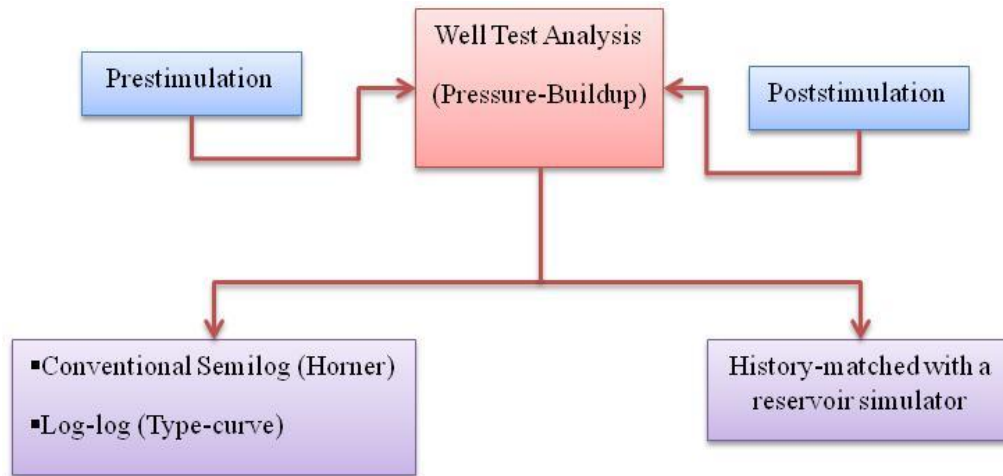 Well Test Analysis
(Pressure-Buildup)
Prestimulation
Poststimulation
▪Conventional Semilog (Horner)
▪Log-log (Type-curve)
History-matched with a
reservoir simulator